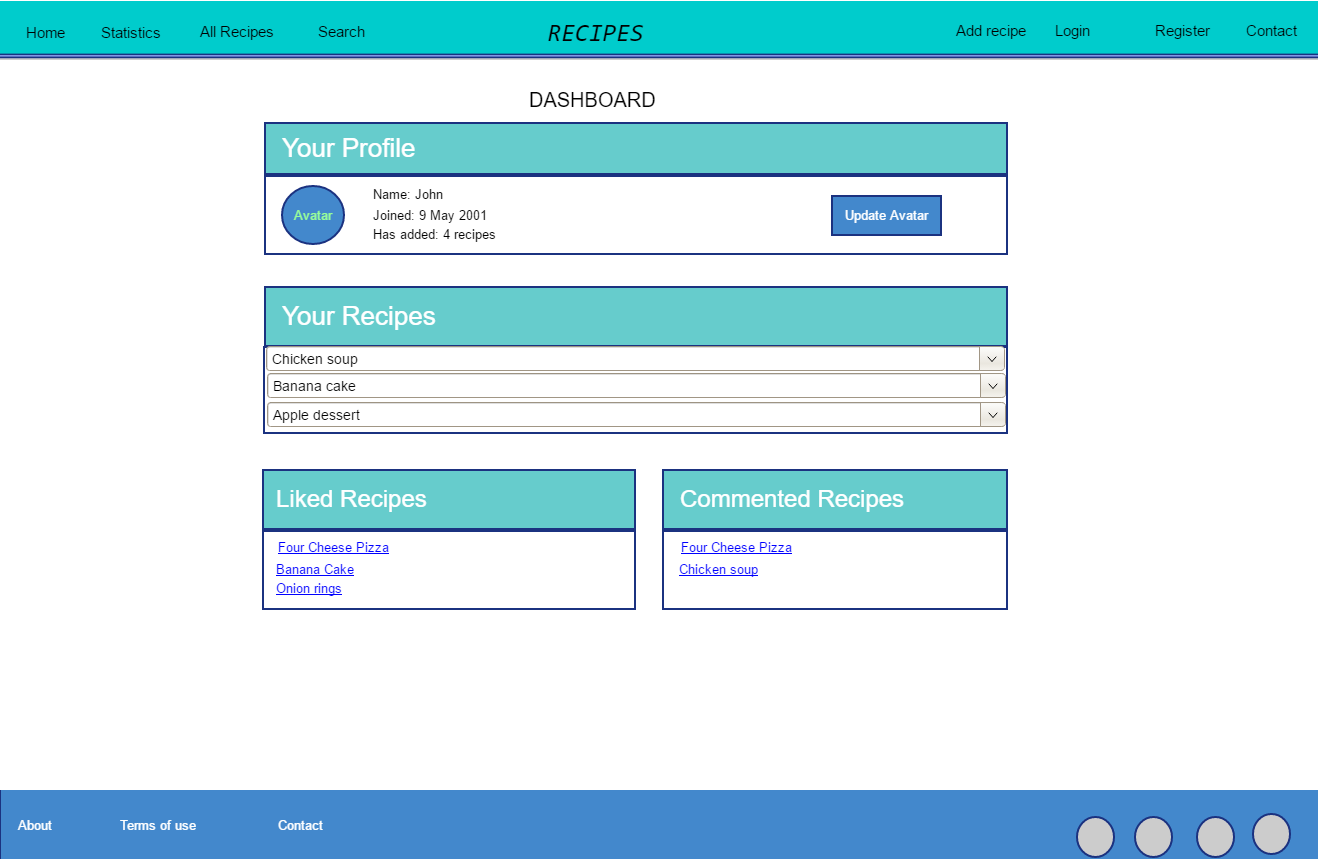 Home Statistics All Recipes Search RECIPES Add recipe Login Register Contact
DASHBOARD
Your Profile
Avatar
Name: John
Joined: 9 May 2001
Has added: 4 recipes
Update Avatar
Your Recipes
Chicken soup
Banana cake
Apple dessert
Liked Recipes
Four Cheese Pizza
Banana Cake
Onion rings
Commented Recipes
Four Cheese Pizza
Chicken soup
About Terms of use Contact